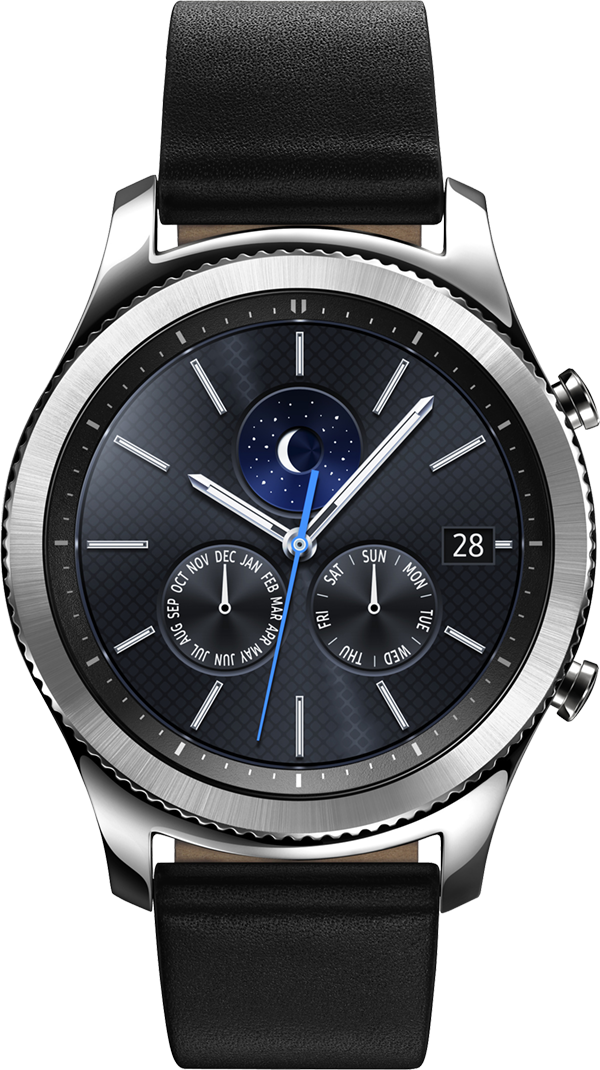 28
JAN FEB MAR APR MAY JUN JUL AUG SEP OCT NOV DEC
SUN MON TUE WED THU FRI SAT